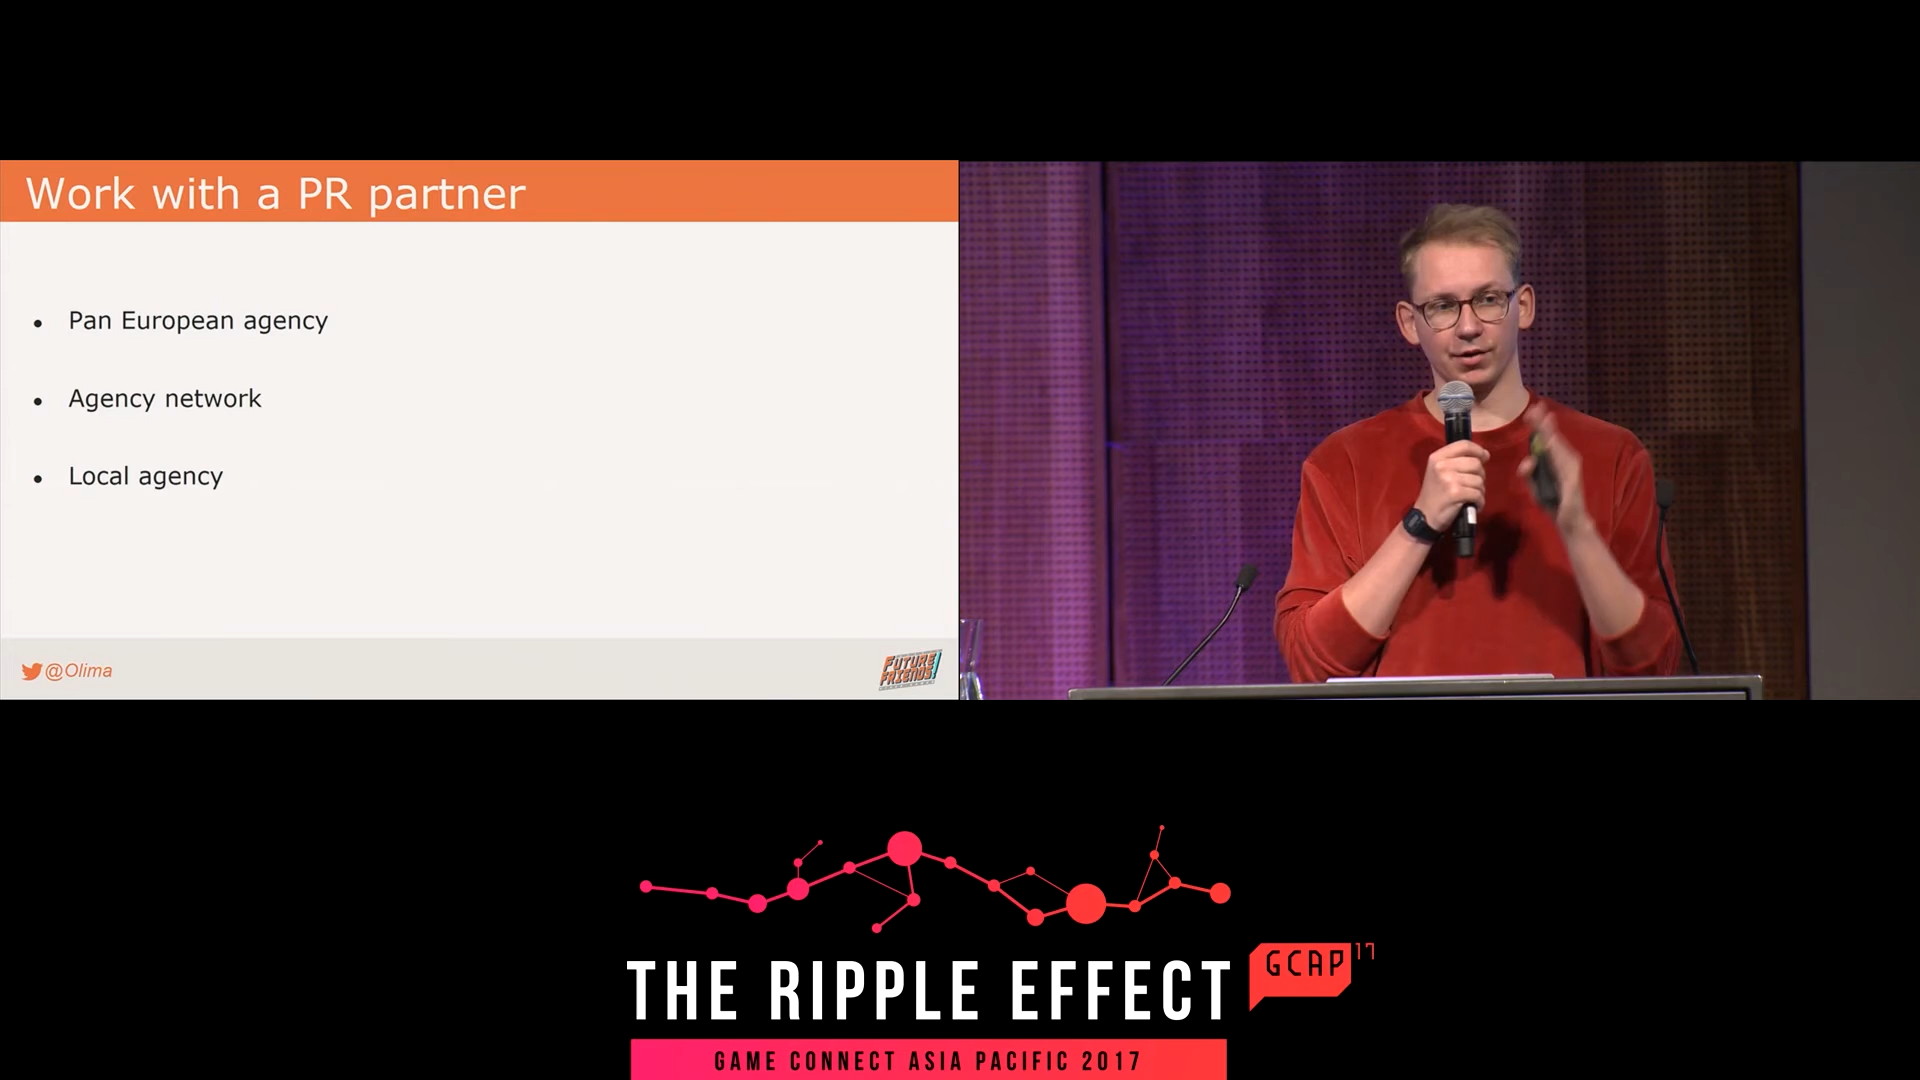 Work with a PR partner
• Pan European agency
• Agency network
• Local agency
@Olima
FUTURE
FRIENDS!
THE RIPPLE EFFECT
GCAP 17
GAME CONNECT ASIA PACIFIC 2017